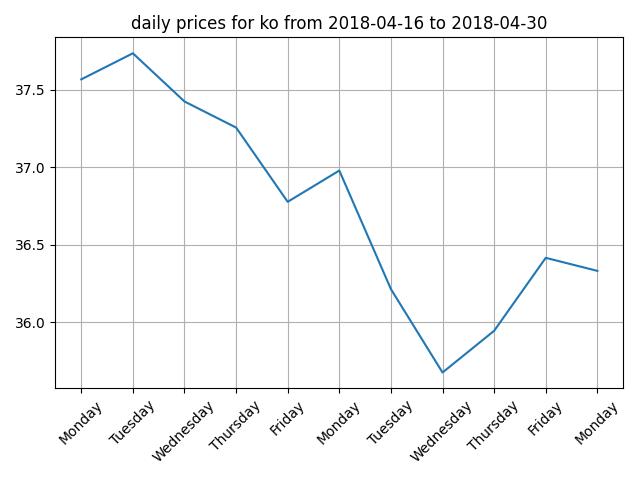 daily prices for ko from 2018-04-16 to 2018-04-30
37.5
37.0
36.5
36.0
Monday
Tuesday
Wednesday
Thursday
Friday
Monday
Tuesday
Wednesday
Thursday
Friday
Monday